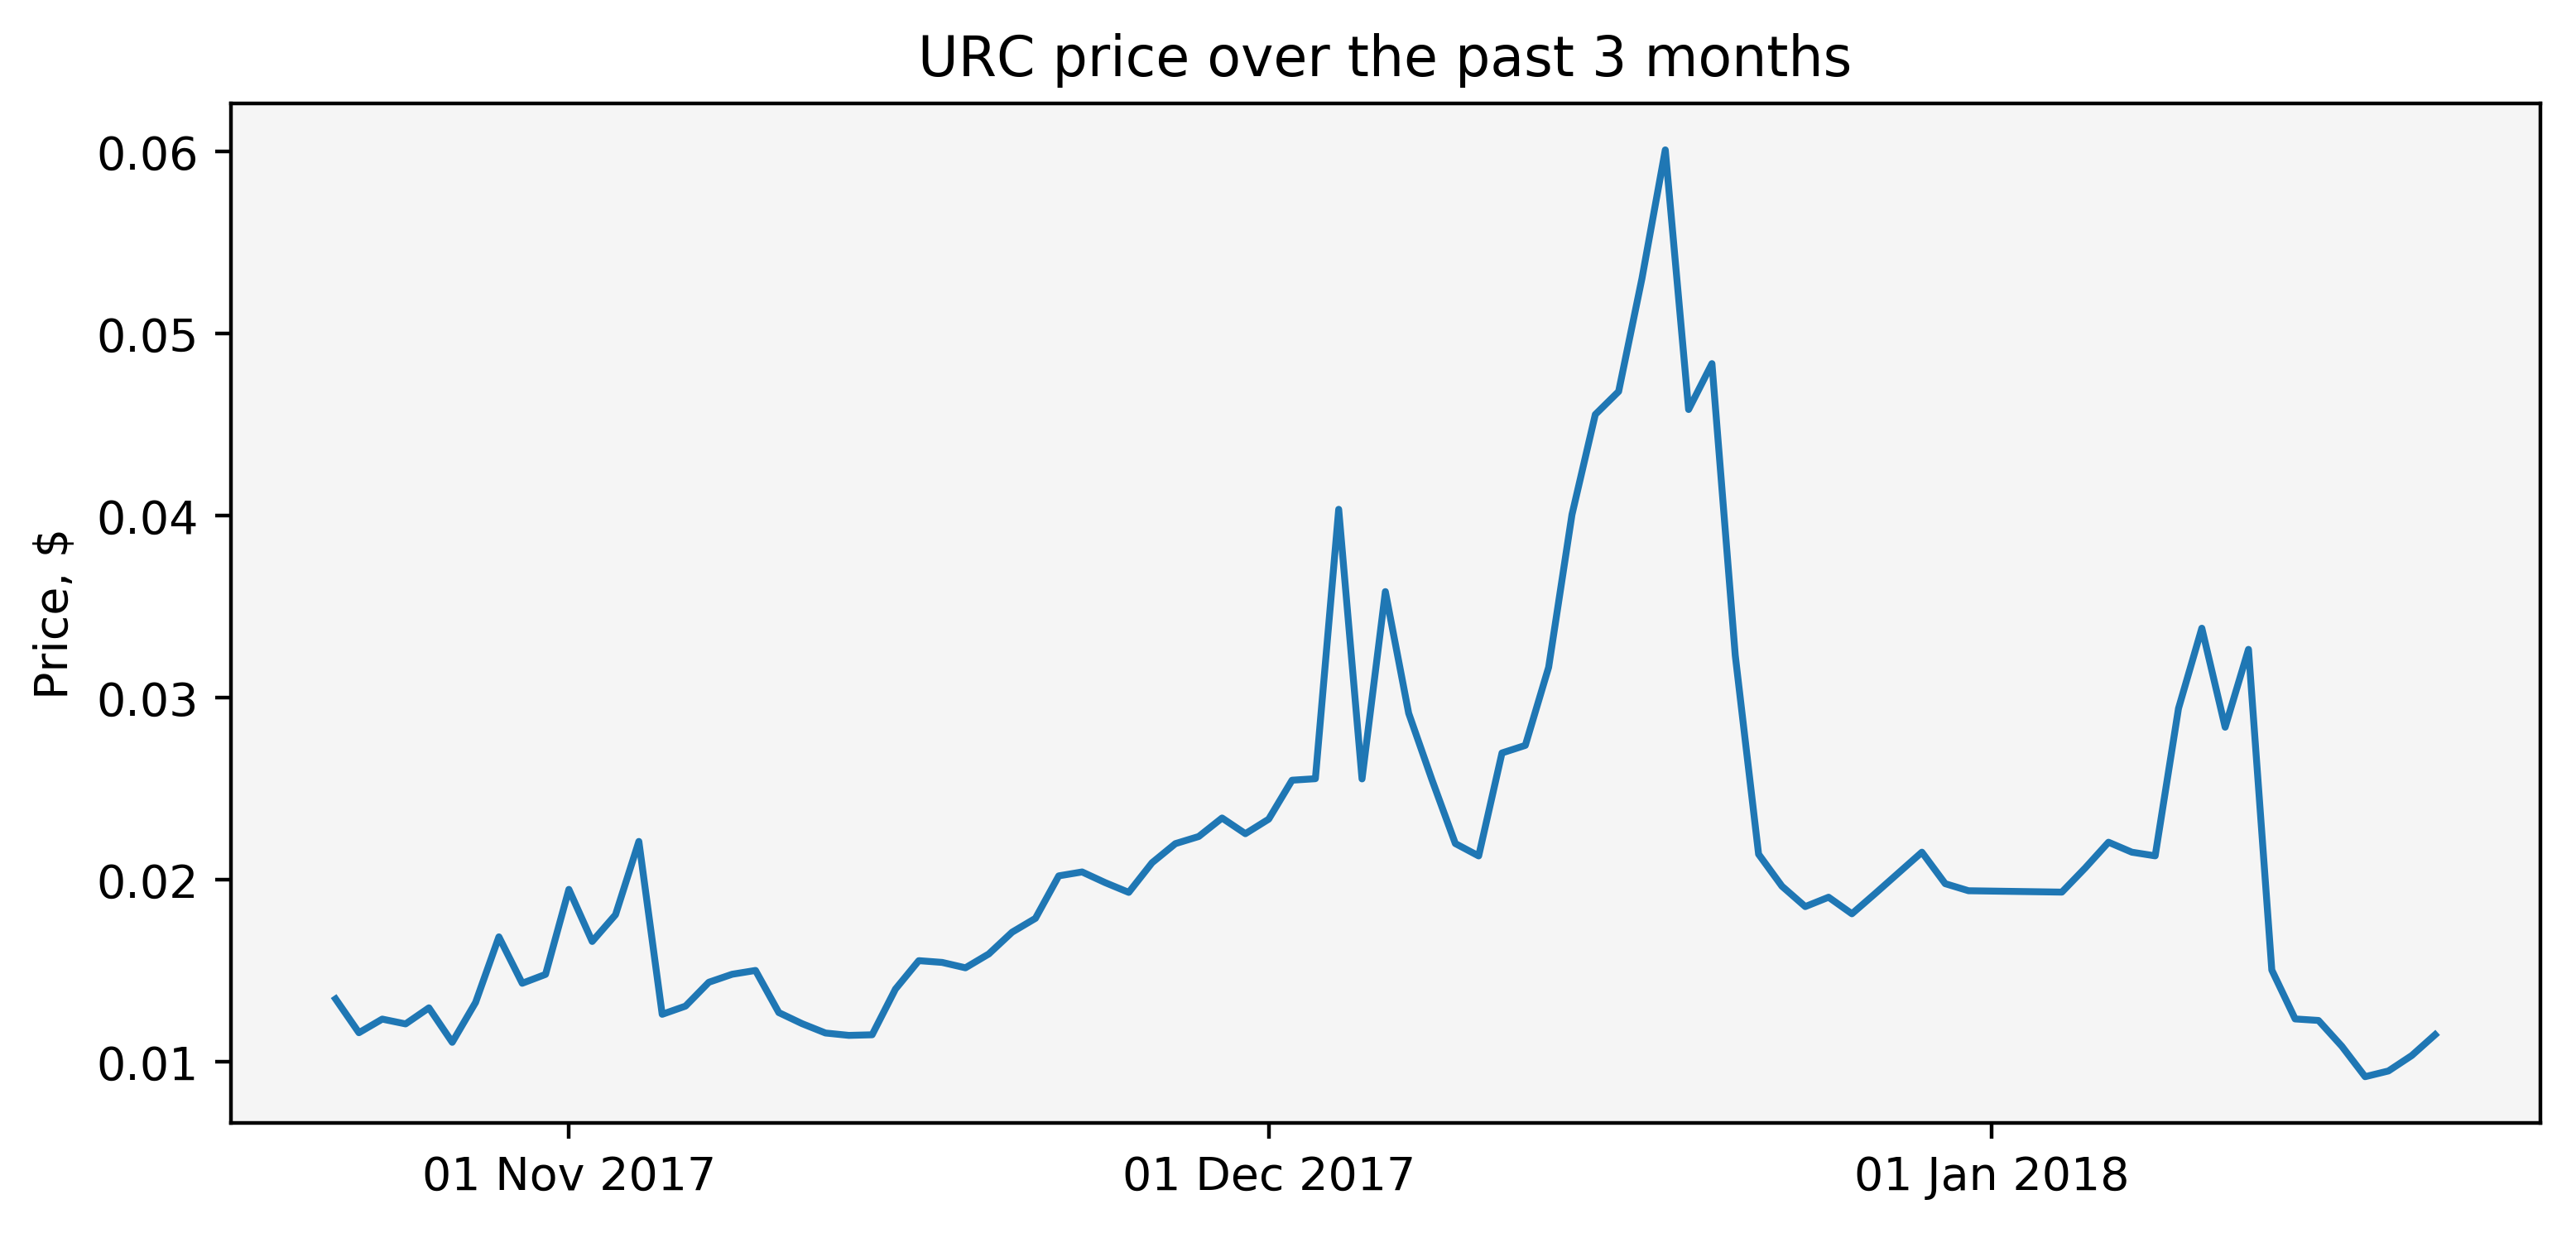 URC price over the past 3 months
Price, $
0.06
0.05
0.04
0.03
0.02
0.01
01 Nov 2017
01 Dec 2017
01 Jan 2018